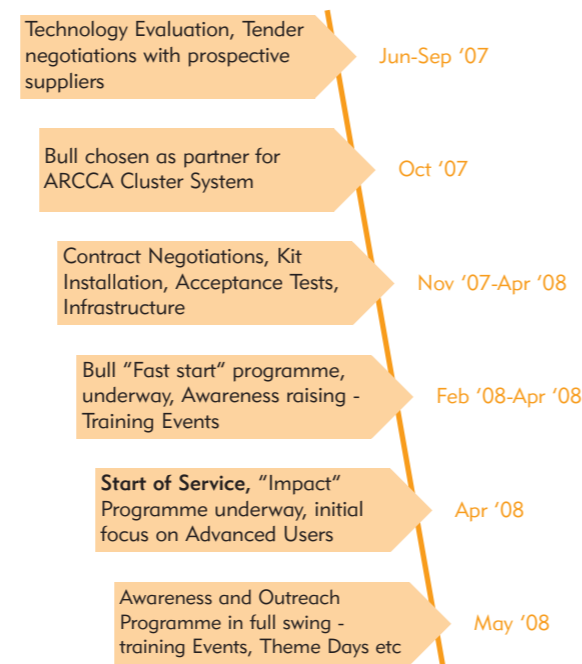 Technology Evaluation, Tender
negotiations with prospective
suppliers
Jun-Sep ‘07
Bull chosen as partner for
ARCCA Cluster System
Oct ‘07
Contract Negotiations, Kit
Installation, Acceptance Tests,
Infrastructure
Nov ‘07-Apr ‘08
Bull “Fast start” programme,
underway, Awareness raising -
Training Events
Feb ‘08-Apr ‘08
Start of Service, “Impact”
Programme underway, initial
focus on Advanced Users
Apr ‘08
Awareness and Outreach
Programme in full swing -
training Events, Theme Days etc
May ‘08